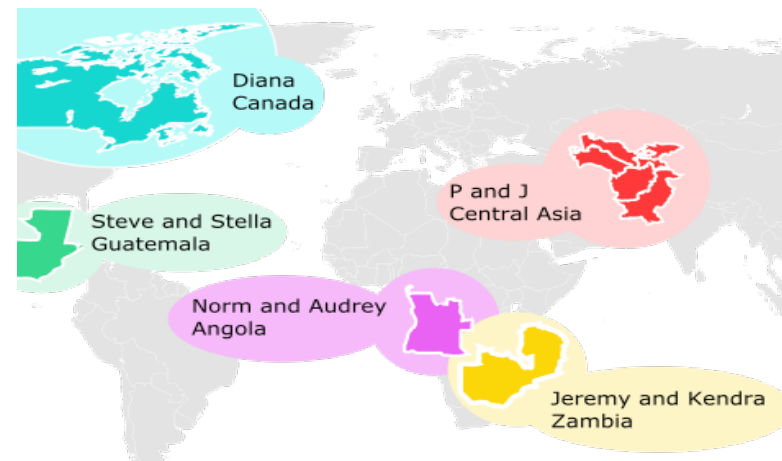 Diana
Canada
P and J
Central Asia
Steve and Stella
Guatemala
Norm and Audrey
Angola
Jeremy and Kendra
Zambia